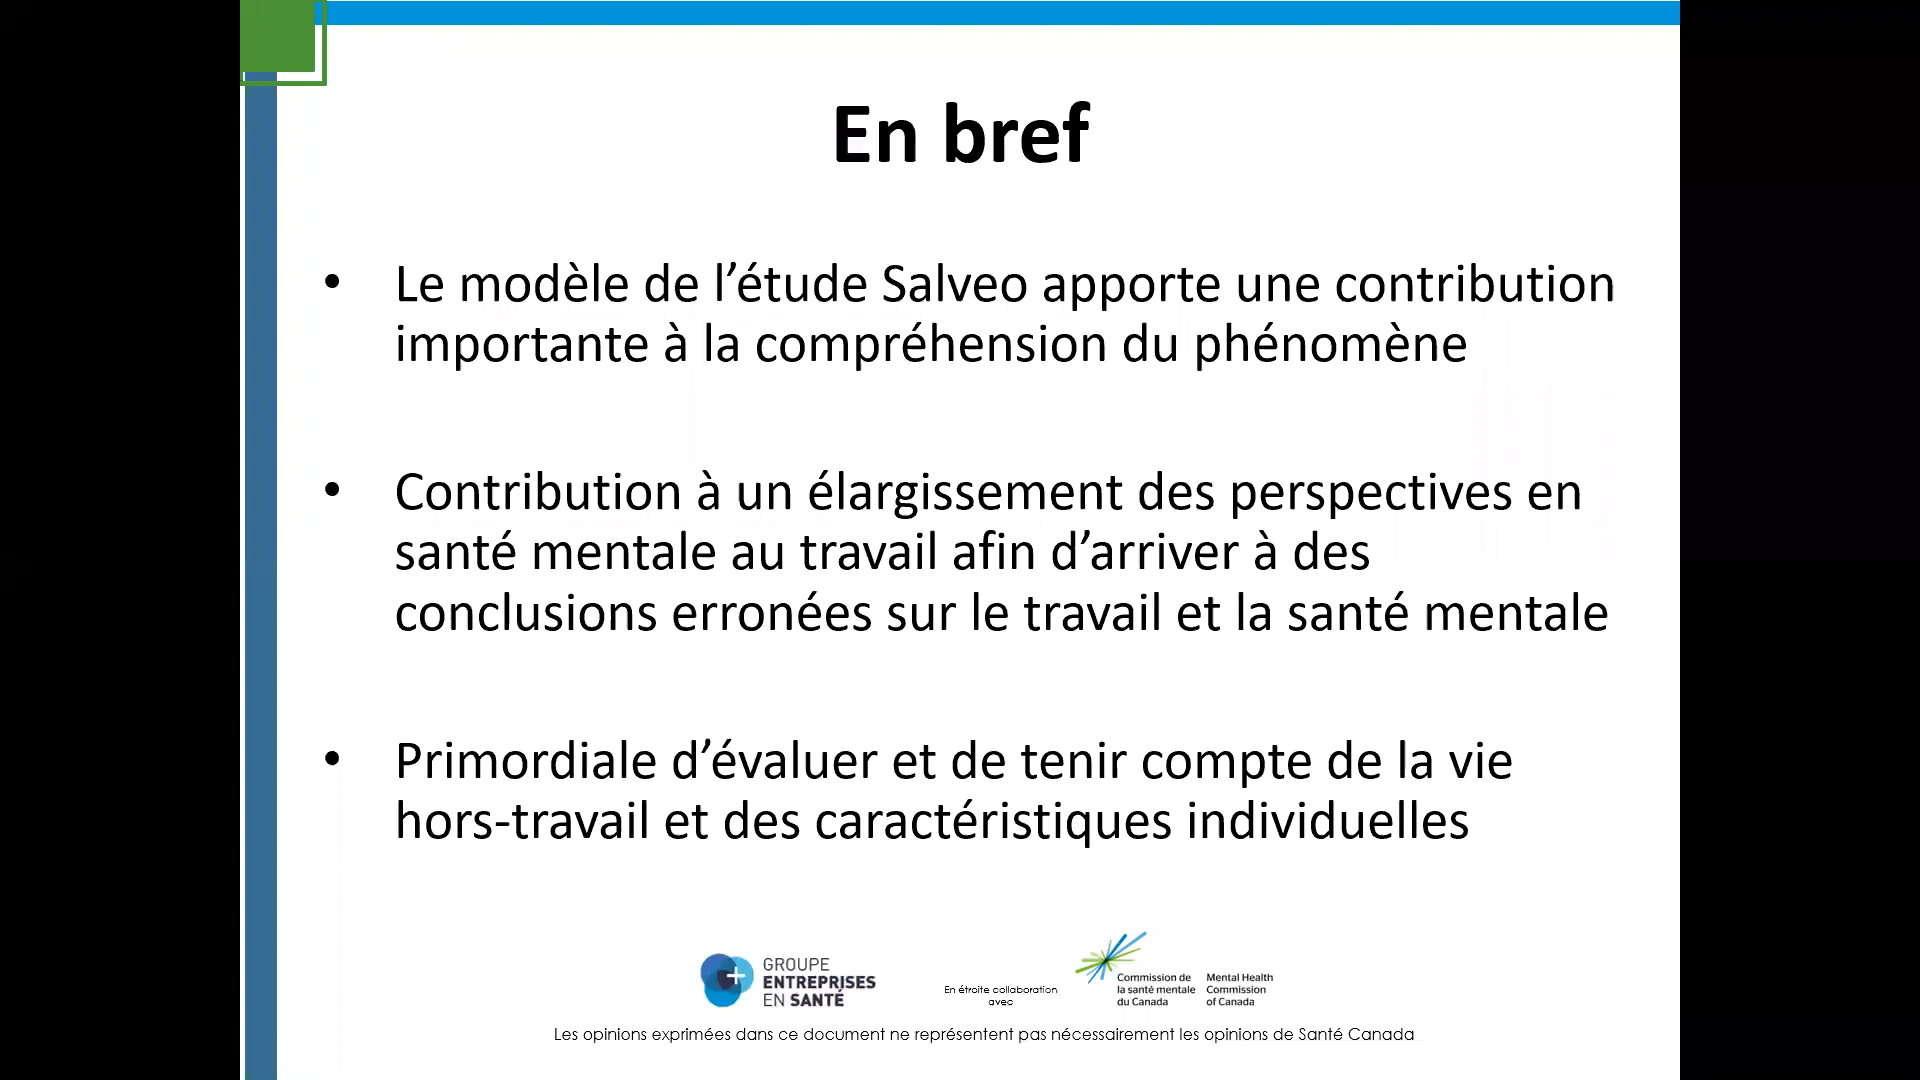 En bref
• Le modèle de l’étude Salveo apporte une contribution
importante à la compréhension du phénomène
• Contribution à un élargissement des perspectives en
santé mentale au travail afin d’arriver à des
conclusions erronées sur le travail et la santé mentale
• Primordiale d’évaluer et de tenir compte de la vie
hors-travail et des caractéristiques individuelles
GROUPE
ENTREPRISES
EN SANTÉ
En étroite collaboration
avec
Commission de
la santé mentale
du Canada
Mental Health
Commission
of Canada
Les opinions exprimées dans ce document ne représentent pas nécessairement les opinions de Santé Canada